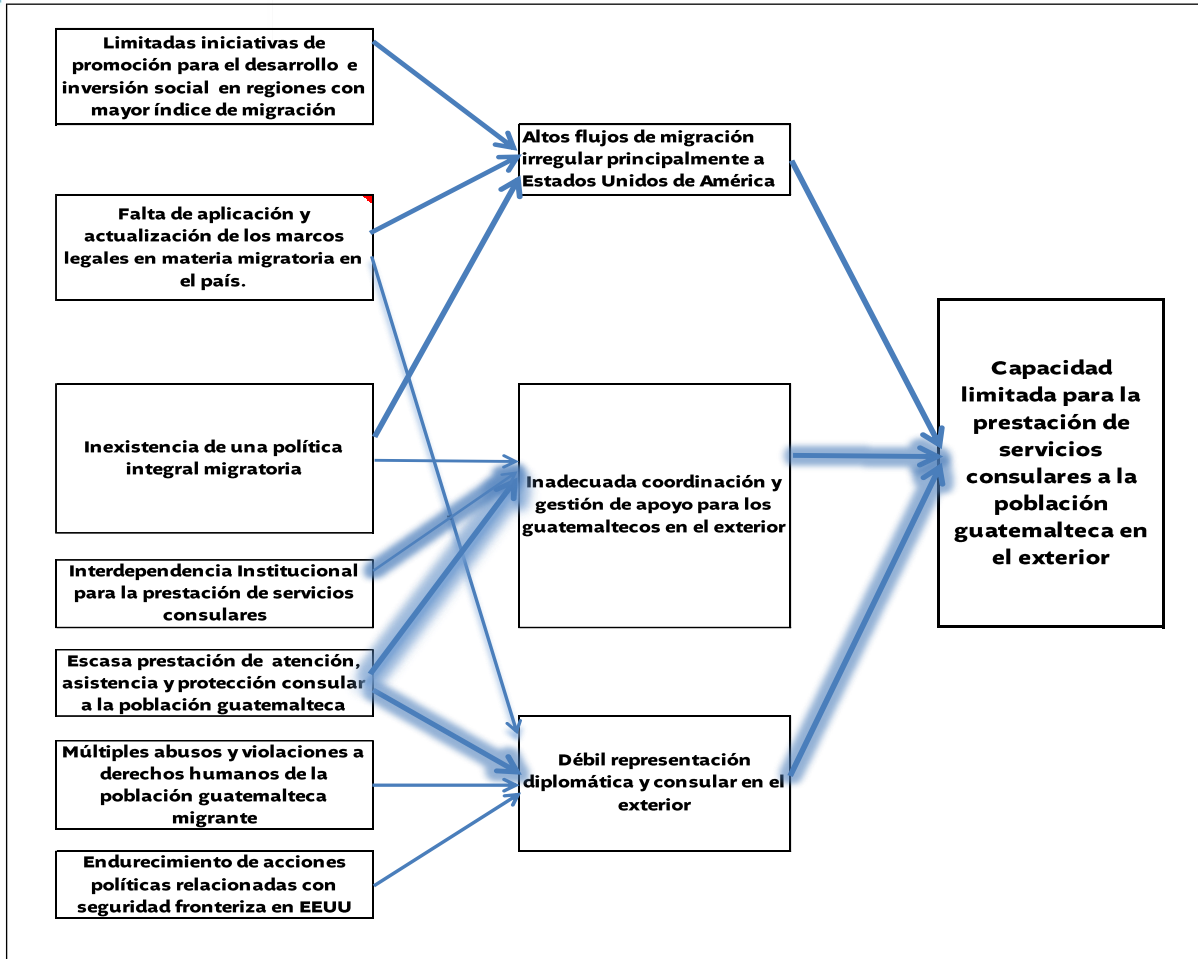 Limitadas iniciativas de
promoción para el desarrollo e
inversión social en regiones con
mayor índice de migración
Falta de aplicación y
actualización de los marcos
legales en materia migratoria en
el país.
Inexistencia de una política
integral migratoria
Interdependencia Institucional
para la prestación de servicios
consulares
Escasa prestación de atención,
asistencia y protección consular
a la población guatemalteca
Múltiples abusos y violaciones a
derechos humanos de la
población guatemalteca
migrante
Endurecimiento de acciones
políticas relacionadas con
seguridad fronteriza en EEUU
Altos flujos de migración
irregular principalmente a
Estados Unidos de América
Inadecuada coordinación y
gestión de apoyo para los
guatemaltecos en el exterior
Débil representación
diplomática y consular en el
exterior
Capacidad
limitada para la
prestación de
servicios
consulares a la
población
guatemalteca en
el exterior